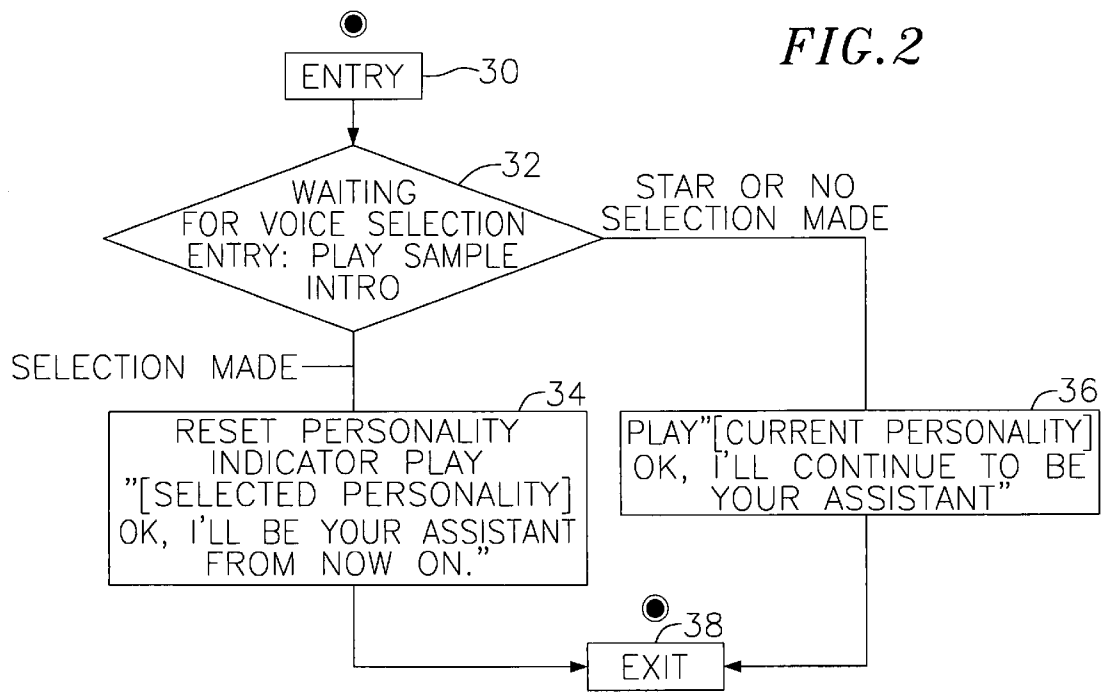 FIG.2
ENTRY
30
32
WAITING
FOR VOICE SELECTION
ENTRY: PLAY SAMPLE
INTRO
STAR OR NO
SELECTION MADE
SELECTION MADE
34
RESET PERSONALITY
INDICATOR PLAY
"[SELECTED PERSONALITY]
OK, I'LL BE YOUR ASSISTANT
FROM NOW ON."
36
PLAY"[CURRENT PERSONALITY]
OK, I'LL CONTINUE TO BE
YOUR ASSISTANT"
38
EXIT